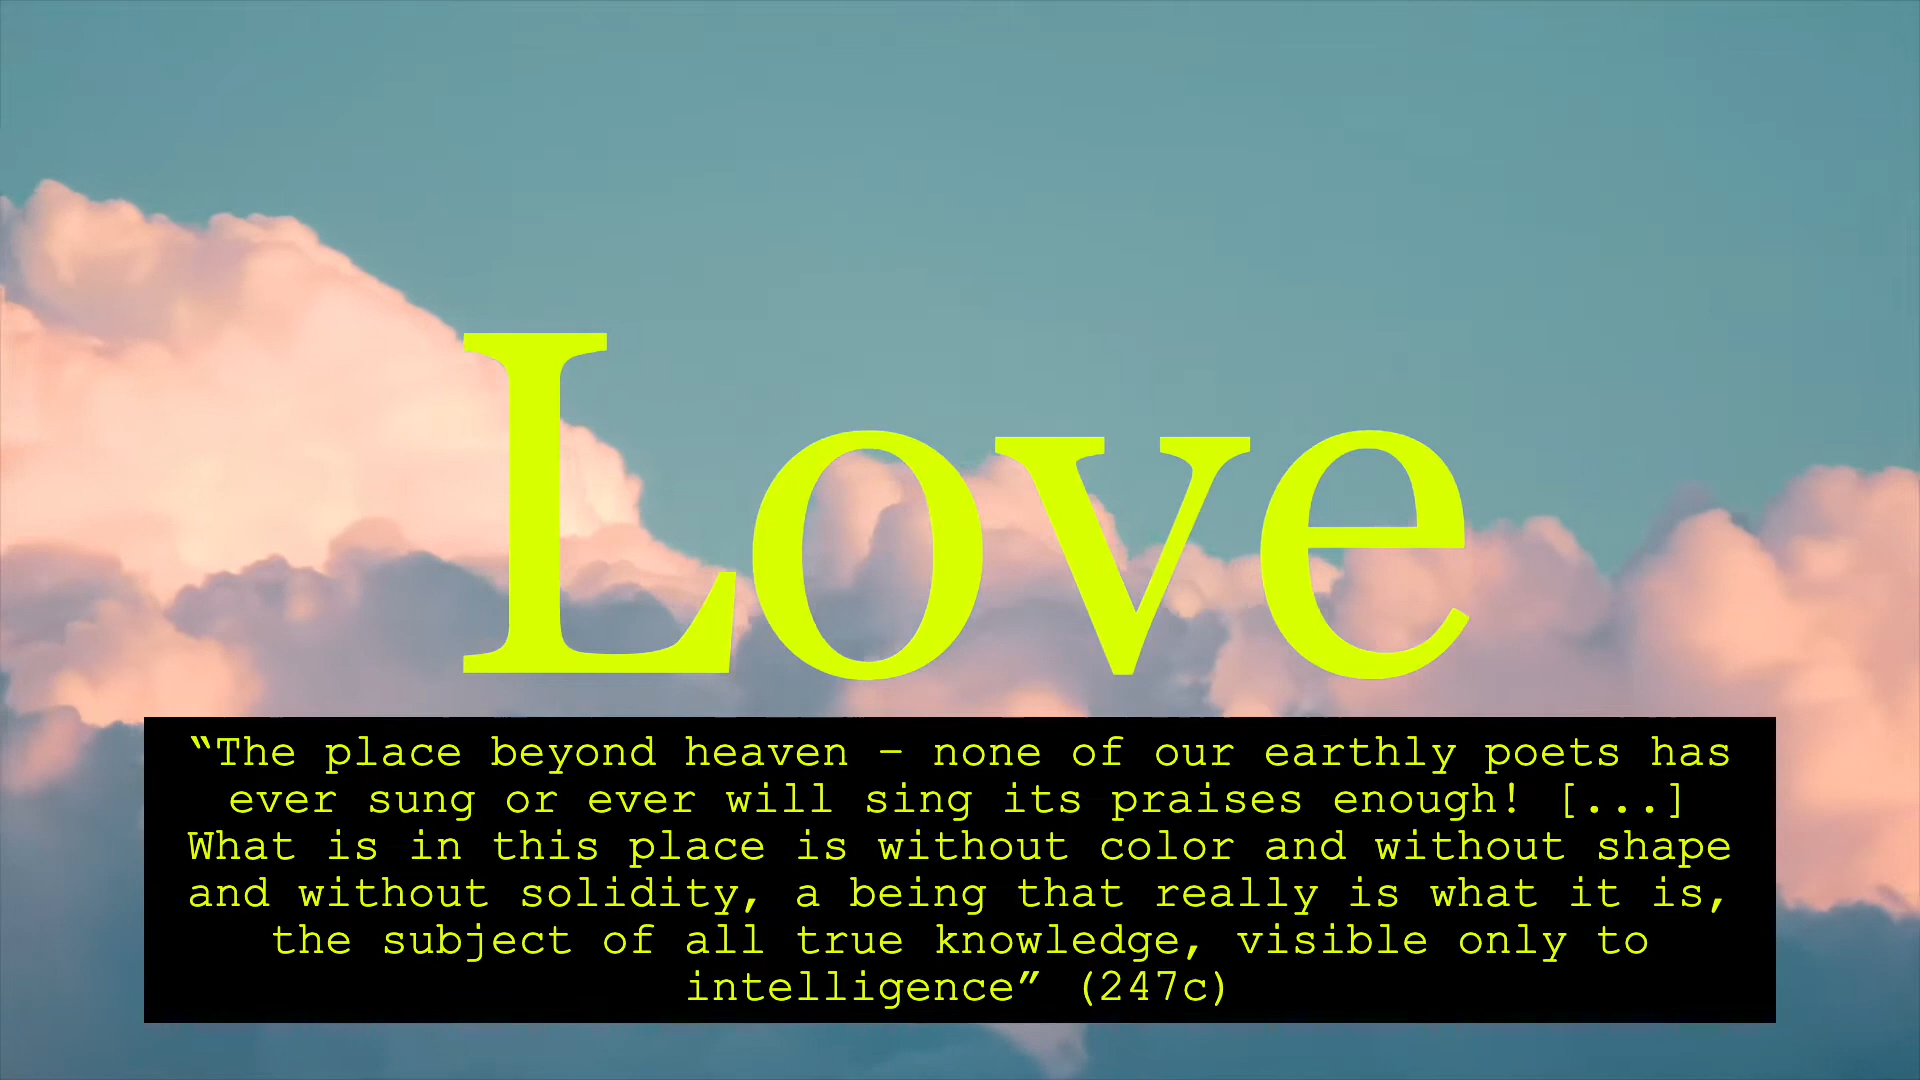 Love
“The place beyond heaven – none of our earthly poets has
ever sung or ever will sing its praises enough! [...]
What is in this place is without color and without shape
and without solidity, a being that really is what it is,
the subject of all true knowledge, visible only to
intelligence” (247c)